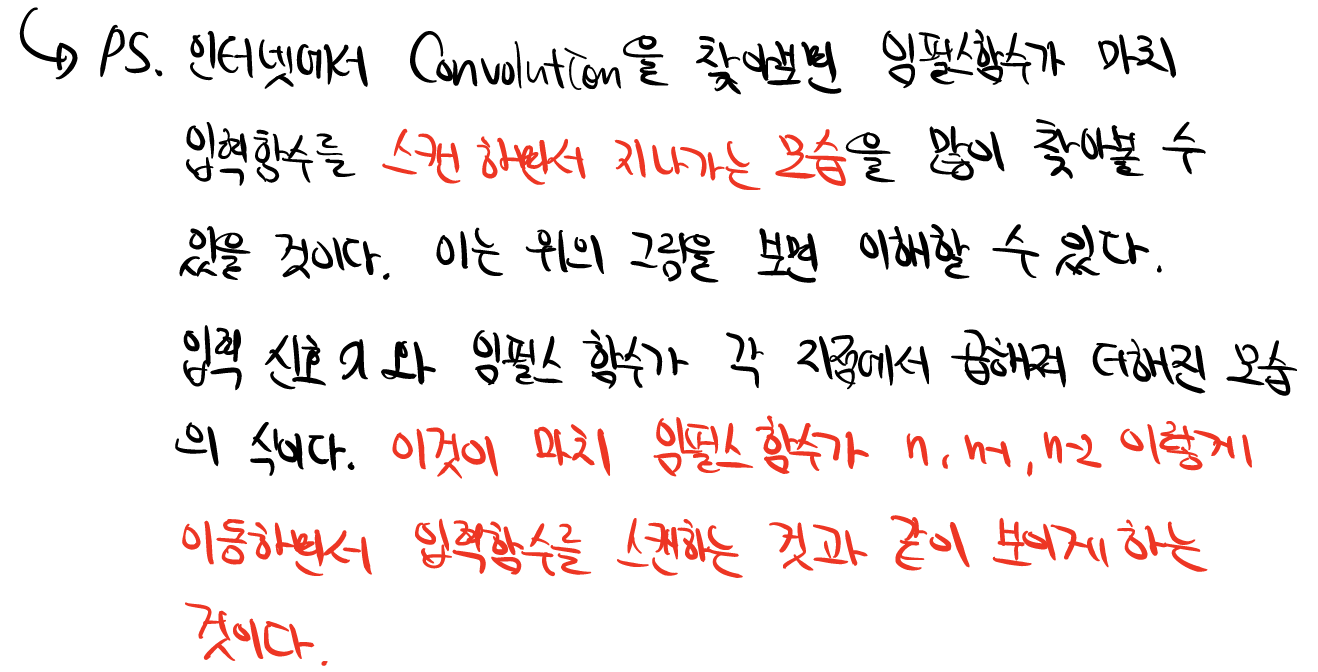 ↳ PS. 인터넷에서 Convolution을 찾아보면 임펄스함수가 마치
입력함수를 스캔 하면서 지나가는 모습을 많이 찾아볼 수
있을 것이다. 이는 위의 그림을 보면 이해할 수 있다.
입력 신호 x와 임펄스 함수가 각 지점에서 곱해져 더해진 모습
의 식이다. 이것이 마치 임펄스 함수가 n, n-1, n-2 이렇게
이동하면서 입력함수를 스캔하는 것과 같이 보이게 하는
것이다.